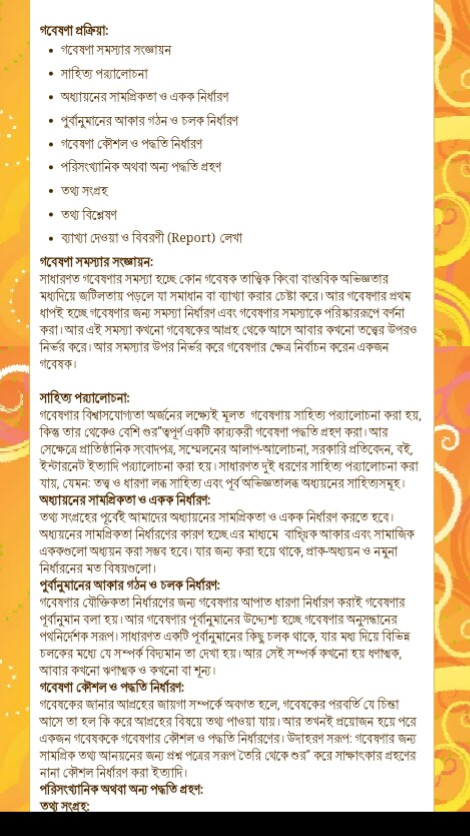 গবেষণা প্রক্রিয়া:
• গবেষণা সমস্যার সংজ্ঞায়ন
• সাহিত্য পর‍্যালোচনা
• অধ্যায়নের সামগ্রিকতা ও একক নির্ধারণ
• পুর্বানুমানের আকার গঠন ও চলক নির্ধারণ
• গবেষণা কৌশল ও পদ্ধতি নির্ধারণ
• পরিসংখ্যানিক অথবা অন্য পদ্ধতি গ্রহণ
• তথ্য সংগ্রহ
• তথ্য বিশ্লেষণ
• ব্যাখ্যা দেওয়া ও বিবরণী (Report) লেখা
গবেষণা সমস্যার সংজ্ঞায়ন:
সাধারণত গবেষণার সমস্যা হচ্ছে কোন গবেষক তাত্ত্বিক কিংবা বাস্তবিক অভিজ্ঞতার
মধ্যদিয়ে জটিলতায় পড়লে যা সমাধান বা ব্যাখ্যা করার চেষ্টা করে। আর গবেষণার প্রথম
ধাপই হচ্ছে গবেষণার জন্য সমস্যা নির্ধারণ এবং গবেষণার সমস্যাকে পরিষ্কাররূপে বর্ণনা
করা। আর এই সমস্যা কখনো গবেষকের আগ্রহ থেকে আসে আবার কখনো তত্ত্বের উপরও
নির্ভর করে। আর সমস্যার উপর নির্ভর করে গবেষণার ক্ষেত্র নির্বাচন করেন একজন
গবেষক।
সাহিত্য পর‍্যালোচনা:
গবেষণার বিশ্বাসযোগ্যতা অর্জনের লক্ষ্যেই মূলত গবেষণায় সাহিত্য পর‍্যালোচনা করা হয়,
কিন্তু তার থেকেও বেশি গুর"ত্বপূর্ণ একটি কার‍্যকরী গবেষণা পদ্ধতি গ্রহণ করা। আর
সেক্ষেত্রে প্রাতিষ্ঠানিক সংবাদপত্র, সম্মেলনের আলাপ-আলোচনা, সরকারি প্রতিবেদন, বই,
ইন্টারনেট ইত্যাদি পর‍্যালোচনা করা হয়। সাধারণত দুই ধরণের সাহিত্য পর‍্যালোচনা করা
যায়, যেমন: তত্ব ও ধারণা লব্ধ সাহিত্য এবং পূর্ব অভিজ্ঞতালব্ধ অধ্যয়নের সাহিত্যসমূহ।
অধ্যায়নের সামগ্রিকতা ও একক নির্ধারণ:
তথ্য সংগ্রহের পূর্বেই আমাদের অধ্যায়নের সামগ্রিকতা ও একক নির্ধারণ করতে হবে।
অধ্যয়নের সামগ্রিকতা নির্ধারণের কারণ হচ্ছে এর মাধ্যমে বাহ্যিক আকার এবং সামাজিক
এককগুলো অধ্যয়ন করা সম্ভব হবে। যার জন্য করা হয়ে থাকে, প্রাক-অধ্যয়ন ও নমুনা
নির্ধারনের মত বিষয়গুলো।
পুর্বানুমানের আকার গঠন ও চলক নির্ধারণ:
গবেষণার যৌক্তিকতা নির্ধারণের জন্য গবেষণার আপাত ধারণা নির্ধারণ করাই গবেষণার
পূর্বানুমান বলা হয়। আর গবেষণার পূর্বানুমানের উদ্দেশ্য হচ্ছে গবেষণার অনুসন্ধানের
পথনির্দেশক সরূপ। সাধারণত একটি পূর্বানুমানের কিছু চলক থাকে, যার মধ্য দিয়ে বিভিন্ন
চলকের মধ্যে যে সম্পর্ক বিদ্যমান তা দেখা হয়। আর সেই সম্পর্ক কখনো হয় ধণাত্মক,
আবার কখনো ঋণাত্মক ও কখনো বা শূন্য।
গবেষণা কৌশল ও পদ্ধতি নির্ধারণ:
গবেষকের জানার আগ্রহের জায়গা সম্পর্কে অবগত হলে, গবেষকের পরবর্তি যে চিন্তা
আসে তা হল কি করে আগ্রহের বিষয়ে তথ্য পাওয়া যায়। আর তখনই প্রয়োজন হয়ে পরে
একজন গবেষককে গবেষণার কৌশল ও পদ্ধতি নির্ধারণের। উদাহরণ সরূপ: গবেষণার জন্য
সামগ্রিক তথ্য আনয়নের জন্য প্রশ্ন পত্রের সরূপ তৈরি থেকে শুর" করে সাক্ষাৎকার গ্রহণের
নানা কৌশল নির্ধারণ করা ইত্যাদি।
পরিসংখ্যানিক অথবা অন্য পদ্ধতি গ্রহণ:
তথ্য সংগ্রহ: